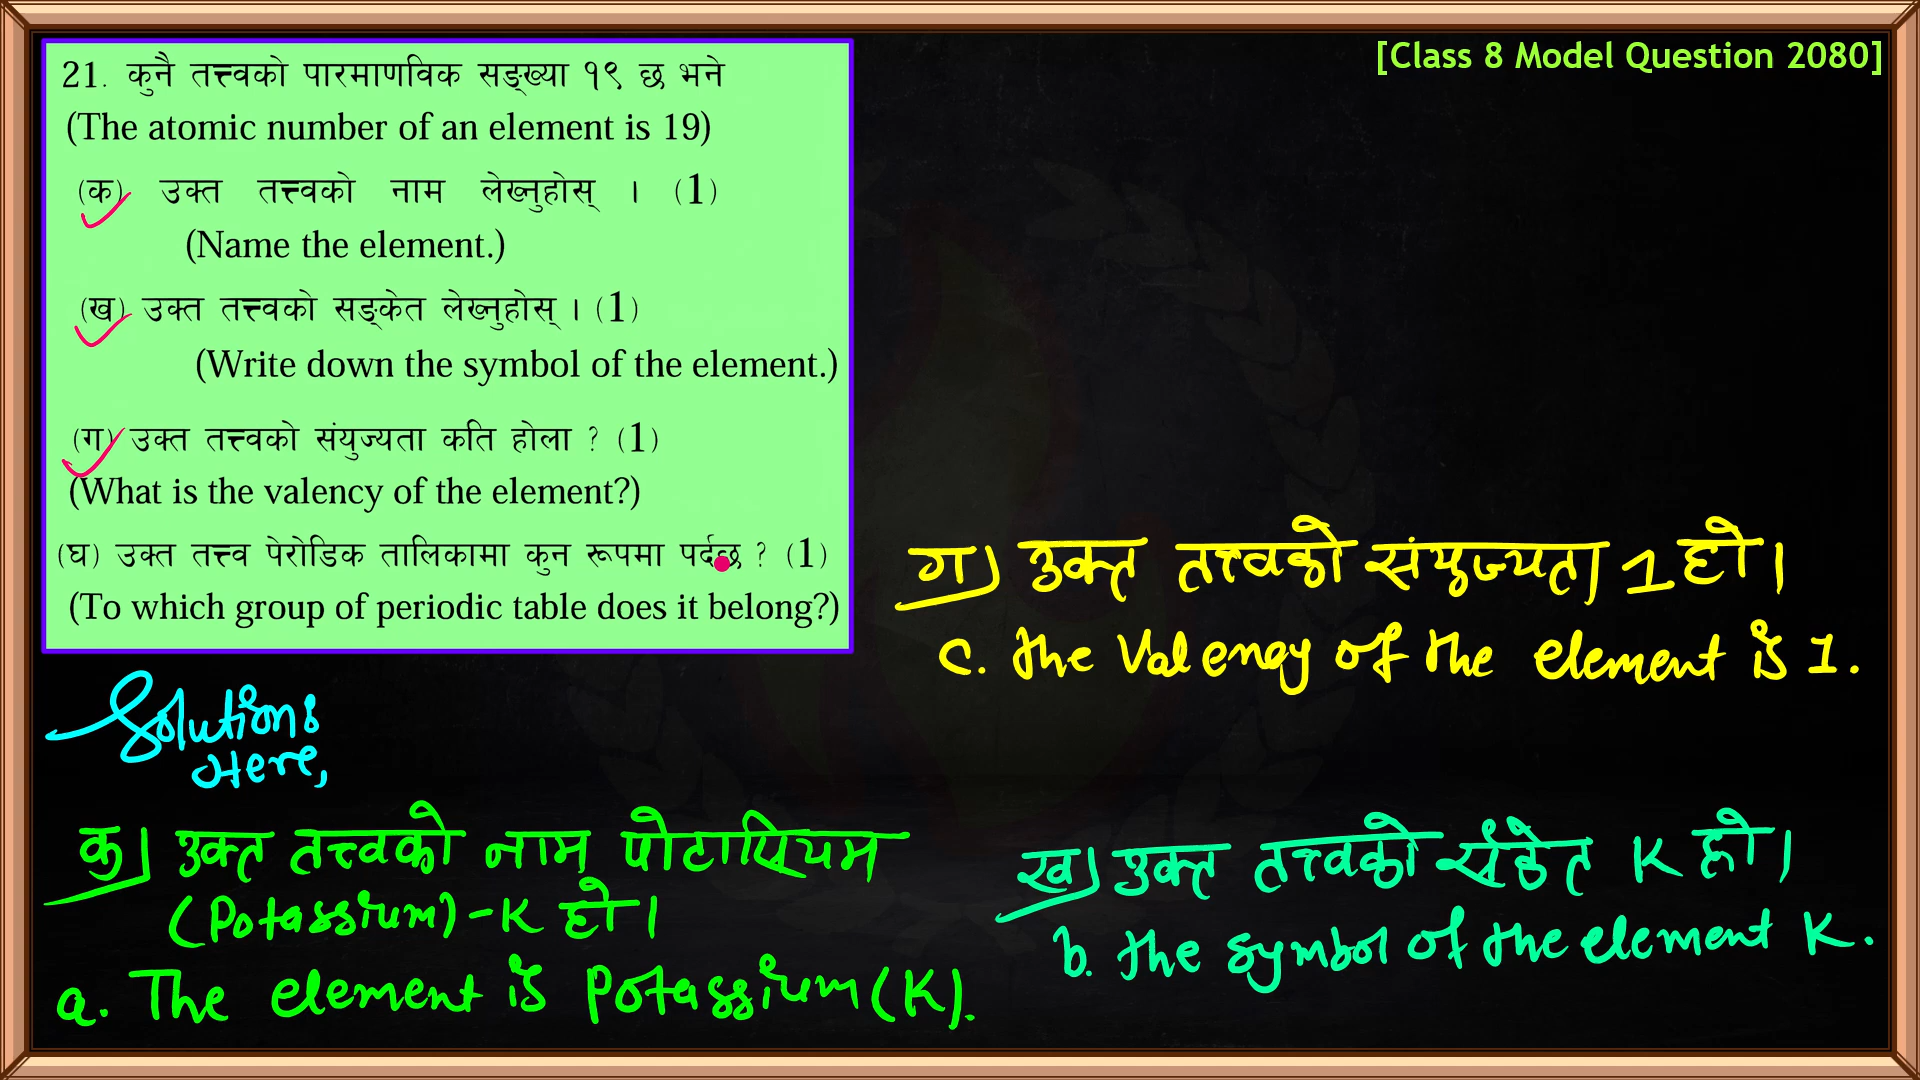 [Class 8 Model Question 2080]
21. कुनै तत्त्वको पारमाणविक सङ्ख्या १९ छ भने
(The atomic number of an element is 19)
(क) उक्त तत्त्वको नाम लेख्नुहोस् । (1)
(Name the element.)
(ख) उक्त तत्त्वको सङ्केत लेख्नुहोस् । (1)
(Write down the symbol of the element.)
(ग) उक्त तत्त्वको संयुज्यता कति होला ? (1)
(What is the valency of the element?)
(घ) उक्त तत्त्व पेरोडिक तालिकामा कुन रूपमा पर्दछ ? (1)
(To which group of periodic table does it belong?)
Solutions
Here,
क) उक्त तत्त्वको नाम पोटासियम
(Potassium)-K हो।
a. The element is Potassium (K).
ख) उक्त तत्त्वको संकेत K हो।
b. the symbol of the element K.
ग) उक्त तत्त्वको संयुज्यता 1 हो।
c. the valency of the element is 1.